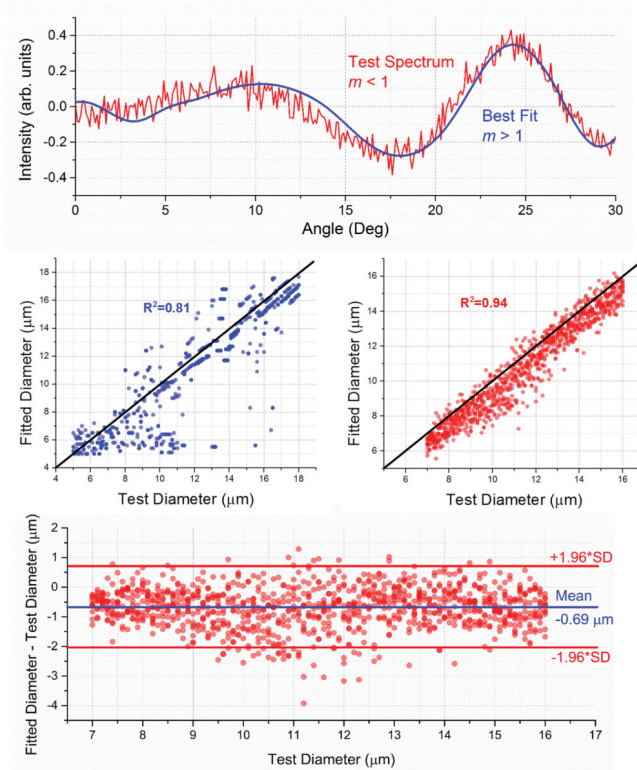 0.4
0.2
0.0
-0.2
-0.4
Intensity (arb. units)
Test Spectrum
m < 1
Best Fit
m > 1
0 5 10 15 20 25 30
Angle (Deg)
18
16
14
12
10
8
6
4
Fitted Diameter (μm)
R²=0.81
4 6 8 10 12 14 16 18
Test Diameter (μm)
16
14
12
10
8
6
Fitted Diameter (μm)
R²=0.94
6 8 10 12 14 16
Test Diameter (μm)
2
1
0
-1
-2
-3
-4
Fitted Diameter - Test Diameter (μm)
+1.96*SD
Mean
-0.69 μm
-1.96*SD
7 8 9 10 11 12 13 14 15 16 17
Test Diameter (μm)